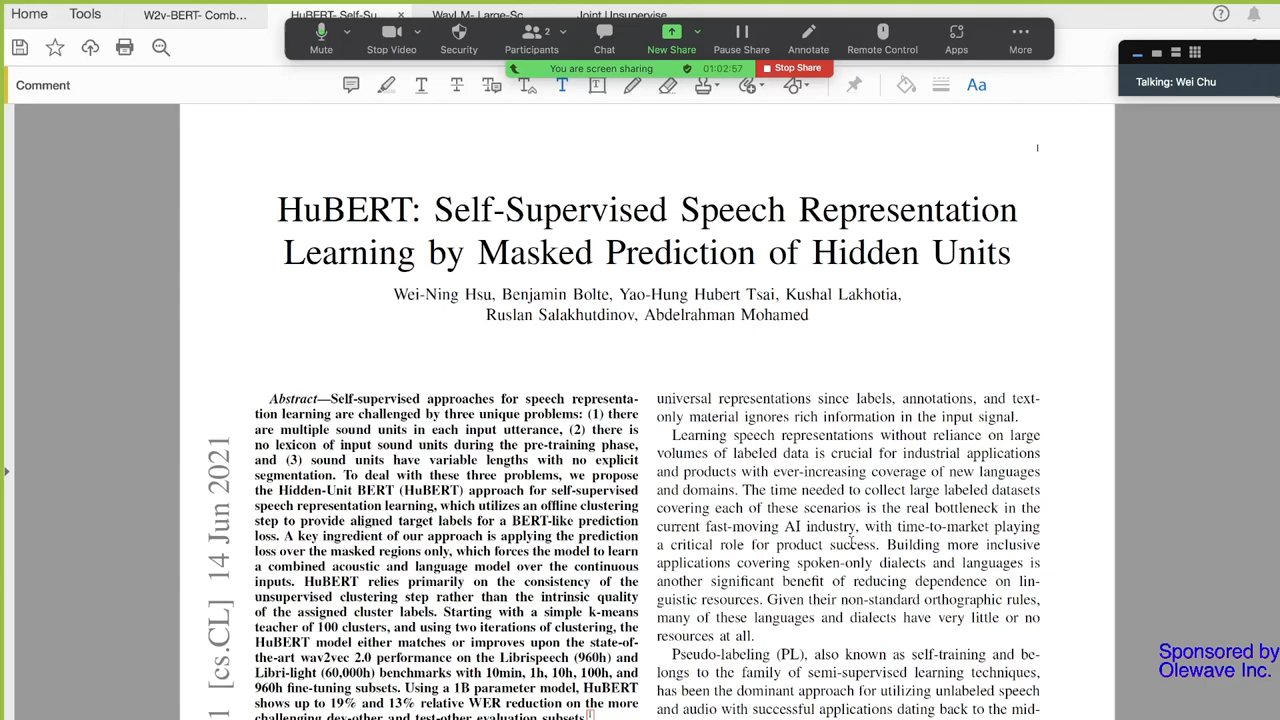 Home
Tools
W2v-BERT- Comb...
HuBERT- Self-Su
×
WavLM- Large-Sc
Joint Unsupervise
Mute
Stop Video
Security
2
Participants
Chat
New Share
Pause Share
Annotate
Remote Control
Apps
More
You are screen sharing
01:02:57
Stop Share
Talking: Wei Chu
Comment
Aa
1
HuBERT: Self-Supervised Speech Representation
Learning by Masked Prediction of Hidden Units
Wei-Ning Hsu, Benjamin Bolte, Yao-Hung Hubert Tsai, Kushal Lakhotia,
Ruslan Salakhutdinov, Abdelrahman Mohamed
Abstract—Self-supervised approaches for speech representa-
tion learning are challenged by three unique problems: (1) there
are multiple sound units in each input utterance, (2) there is
no lexicon of input sound units during the pre-training phase,
and (3) sound units have variable lengths with no explicit
segmentation. To deal with these three problems, we propose
the Hidden-Unit BERT (HuBERT) approach for self-supervised
speech representation learning, which utilizes an offline clustering
step to provide aligned target labels for a BERT-like prediction
loss. A key ingredient of our approach is applying the prediction
loss over the masked regions only, which forces the model to learn
a combined acoustic and language model over the continuous
inputs. HuBERT relies primarily on the consistency of the
unsupervised clustering step rather than the intrinsic quality
of the assigned cluster labels. Starting with a simple k-means
teacher of 100 clusters, and using two iterations of clustering, the
HuBERT model either matches or improves upon the state-of-
the-art wav2vec 2.0 performance on the Librispeech (960h) and
Libri-light (60,000h) benchmarks with 10min, 1h, 10h, 100h, and
960h fine-tuning subsets. Using a 1B parameter model, HuBERT
shows up to 19% and 13% relative WER reduction on the more
challenging dev-other and test-other evaluation subsets.1
universal representations since labels, annotations, and text-
only material ignores rich information in the input signal.
Learning speech representations without reliance on large
volumes of labeled data is crucial for industrial applications
and products with ever-increasing coverage of new languages
and domains. The time needed to collect large labeled datasets
covering each of these scenarios is the real bottleneck in the
current fast-moving AI industry, with time-to-market playing
a critical role for product success. Building more inclusive
applications covering spoken-only dialects and languages is
another significant benefit of reducing dependence on lin-
guistic resources. Given their non-standard orthographic rules,
many of these languages and dialects have very little or no
resources at all.
Pseudo-labeling (PL), also known as self-training and be-
longs to the family of semi-supervised learning techniques,
has been the dominant approach for utilizing unlabeled speech
and audio with successful applications dating back to the mid-
1 [cs.CL] 14 Jun 2021
Sponsored by
Olewave Inc.